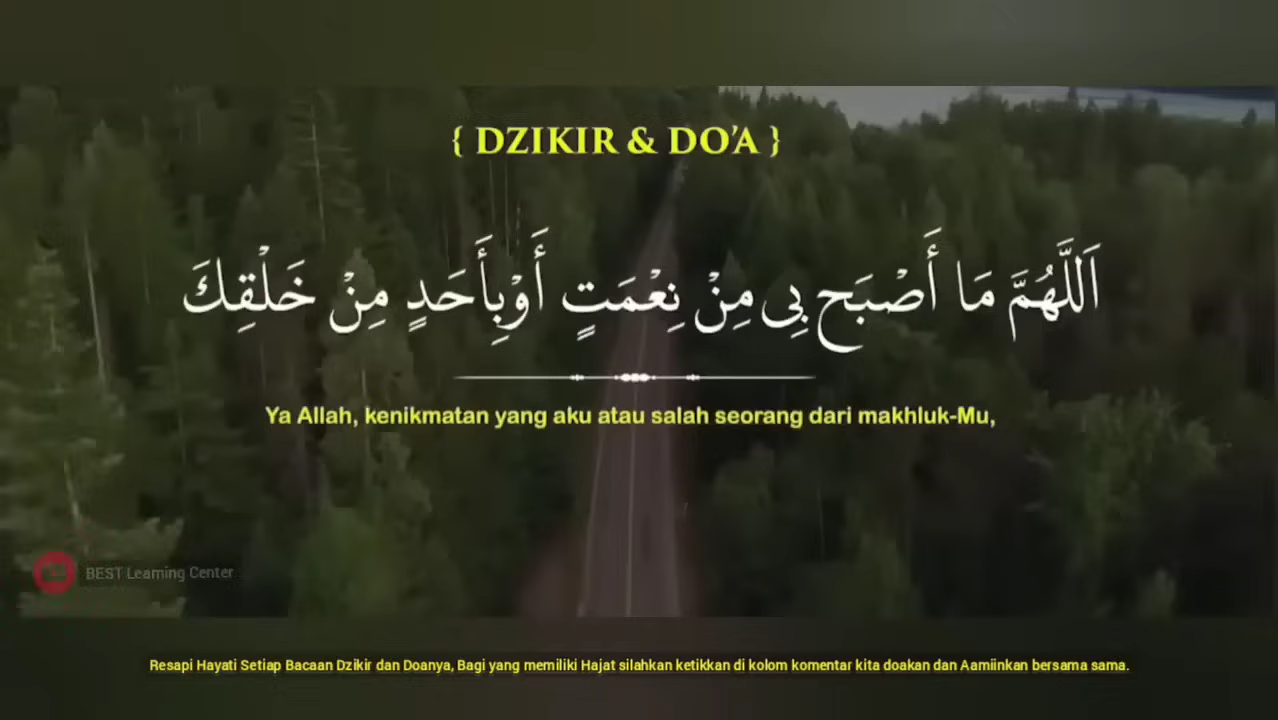 { DZIKIR & DO'A }
اَللَّهُمَّ مَا أَصْبَح بِى مِنْ نِعْمَتٍ أَوْبِأَحَدٍ مِنْ خَلْقِكَ
Ya Allah, kenikmatan yang aku atau salah seorang dari makhluk-Mu,
BEST Learning Center
Resapi Hayati Setiap Bacaan Dzikir dan Doanya, Bagi yang memiliki Hajat silahkan ketikkan di kolom komentar kita doakan dan Aamiinkan bersama sama.